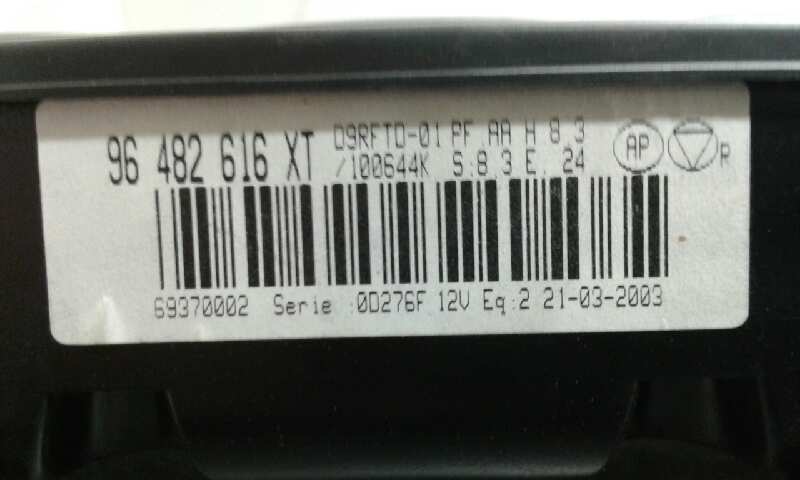 96 482 616 XT D9RFTD-01 PF AA H 8 3
/100644K S:8.3 E. 24
AP R
69370002 Serie :0D276F 12V Eq:2 21-03-2003